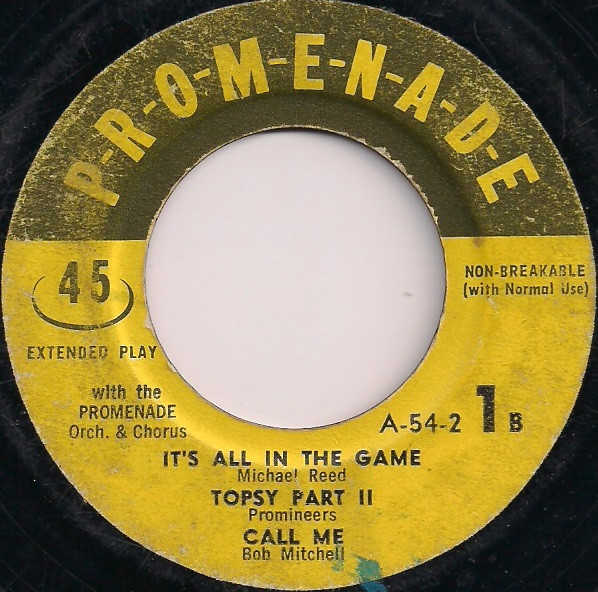 P-R-O-M-E-N-A-D-E
45
EXTENDED PLAY
NON-BREAKABLE
(with Normal Use)
with the
PROMENADE
Orch. & Chorus
A-54-2 1 B
IT'S ALL IN THE GAME
Michael Reed
TOPSY PART II
Promineers
CALL ME
Bob Mitchell